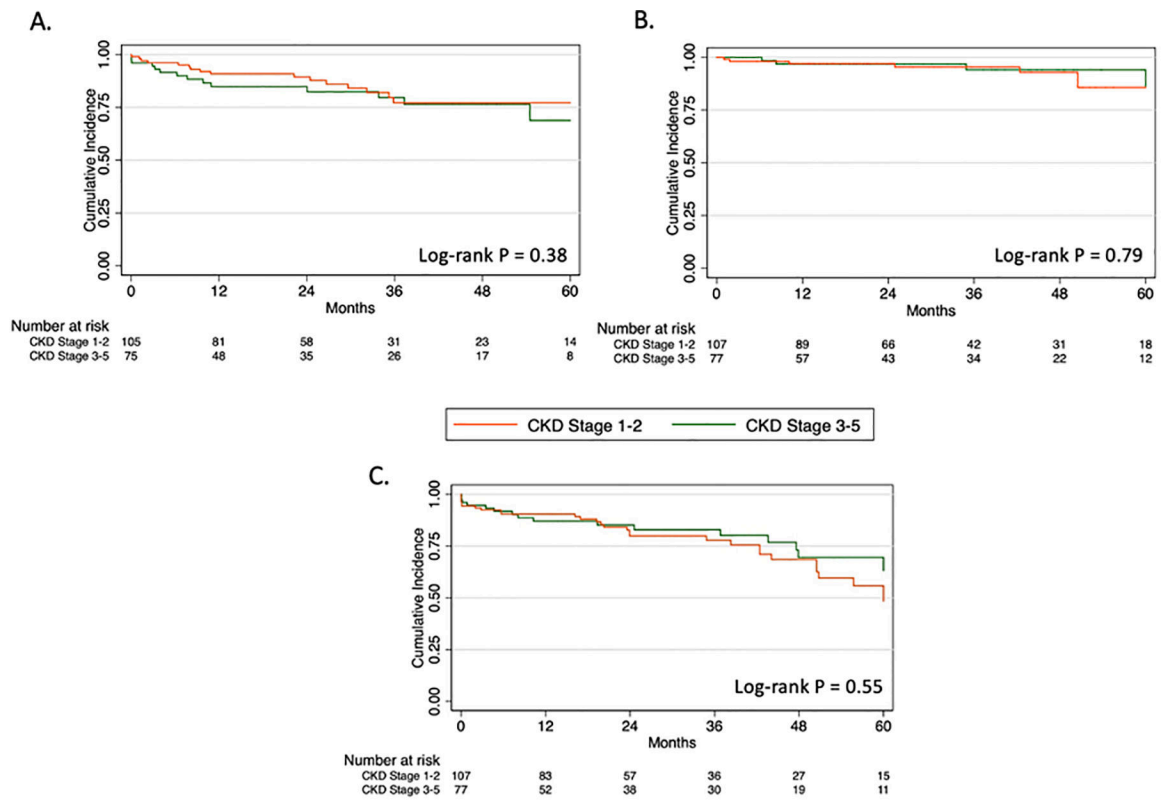 A.
Cumulative Incidence
1.00
0.75
0.50
0.25
0.00
Log-rank P = 0.38
0 12 24 36 48 60
Months
Number at risk
CKD Stage 1-2 105 81 58 31 23 14
CKD Stage 3-5 75 48 35 26 17 8
B.
Cumulative Incidence
1.00
0.75
0.50
0.25
0.00
Log-rank P = 0.79
0 12 24 36 48 60
Months
Number at risk
CKD Stage 1-2 107 89 66 42 31 18
CKD Stage 3-5 77 57 43 34 22 12
CKD Stage 1-2 CKD Stage 3-5
C.
Cumulative Incidence
1.00
0.75
0.50
0.25
0.00
Log-rank P = 0.55
0 12 24 36 48 60
Months
Number at risk
CKD Stage 1-2 107 83 57 36 27 15
CKD Stage 3-5 77 52 38 30 19 11